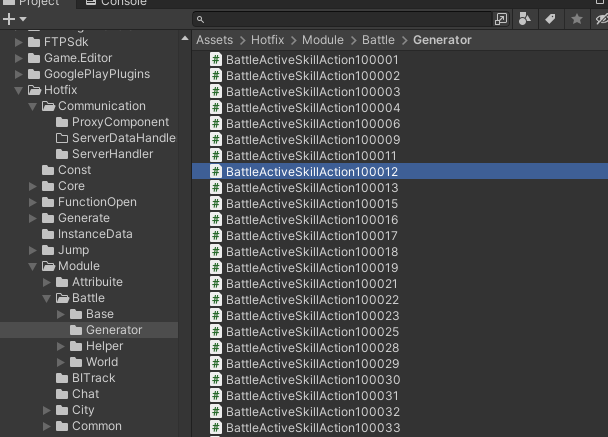 Project
Console
Assets > Hotfix > Module > Battle > Generator
FTPSdk
Game.Editor
GooglePlayPlugins
Hotfix
Communication
ProxyComponent
ServerDataHandle
ServerHandler
Const
Core
FunctionOpen
Generate
InstanceData
Jump
Module
Attribuite
Battle
Base
Generator
Helper
World
BITrack
Chat
City
Common
BattleActiveSkillAction100001
BattleActiveSkillAction100002
BattleActiveSkillAction100003
BattleActiveSkillAction100004
BattleActiveSkillAction100006
BattleActiveSkillAction100009
BattleActiveSkillAction100011
BattleActiveSkillAction100012
BattleActiveSkillAction100013
BattleActiveSkillAction100015
BattleActiveSkillAction100016
BattleActiveSkillAction100017
BattleActiveSkillAction100018
BattleActiveSkillAction100019
BattleActiveSkillAction100021
BattleActiveSkillAction100022
BattleActiveSkillAction100023
BattleActiveSkillAction100025
BattleActiveSkillAction100028
BattleActiveSkillAction100029
BattleActiveSkillAction100030
BattleActiveSkillAction100031
BattleActiveSkillAction100032
BattleActiveSkillAction100033